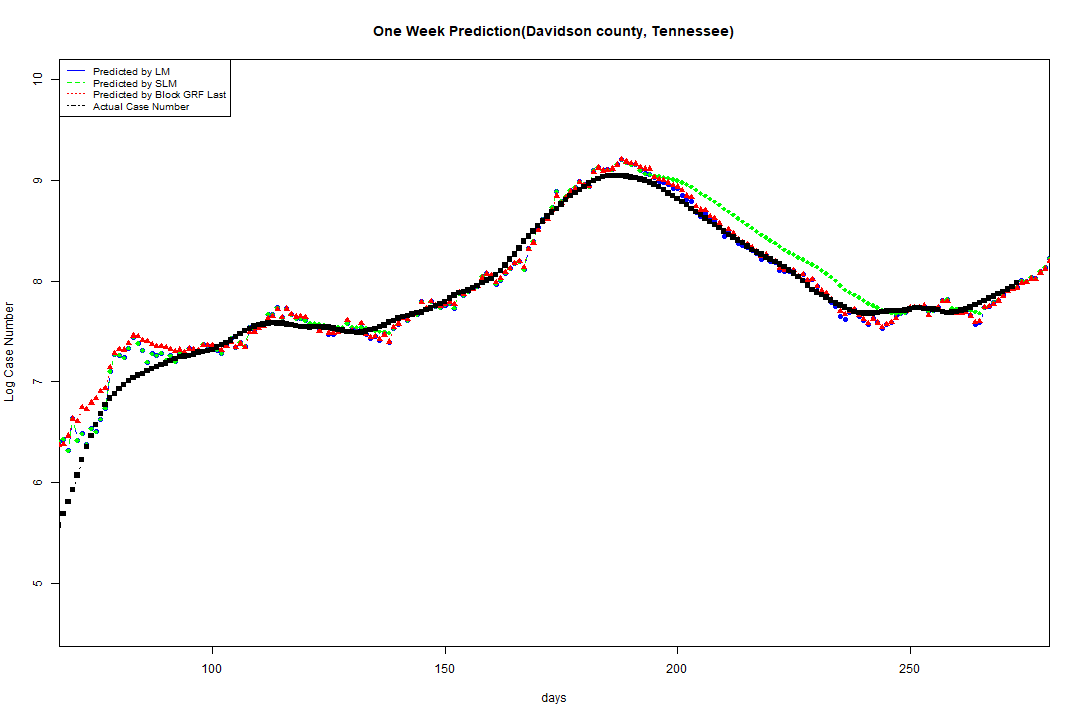 One Week Prediction(Davidson county, Tennessee)
Predicted by LM
Predicted by SLM
Predicted by Block GRF Last
Actual Case Number
10
9
8
7
6
5
Log Case Number
100 150 200 250
days